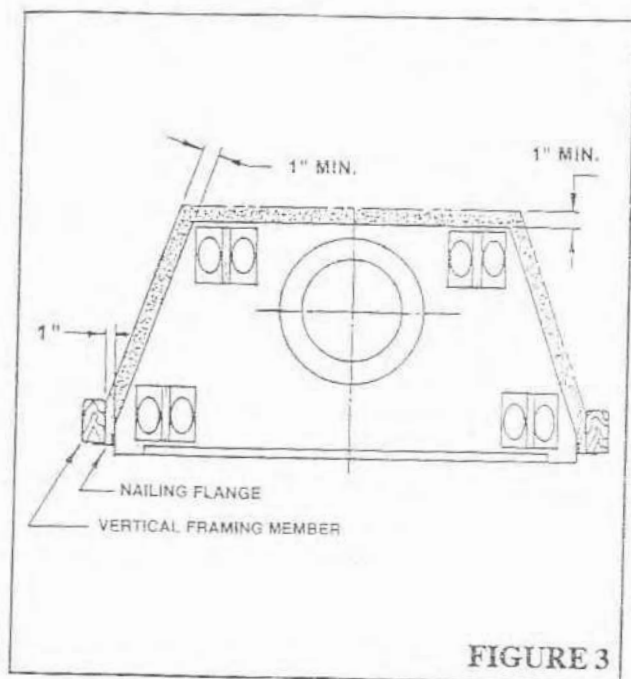 1" MIN.
1" MIN.
1"
NAILING FLANGE
VERTICAL FRAMING MEMBER
FIGURE 3